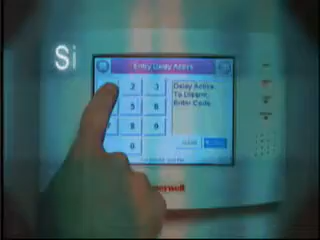 Si
Entry Delay Active
2 3
Delay Active
To Disarm,
Enter Code
5 6
8 9
0